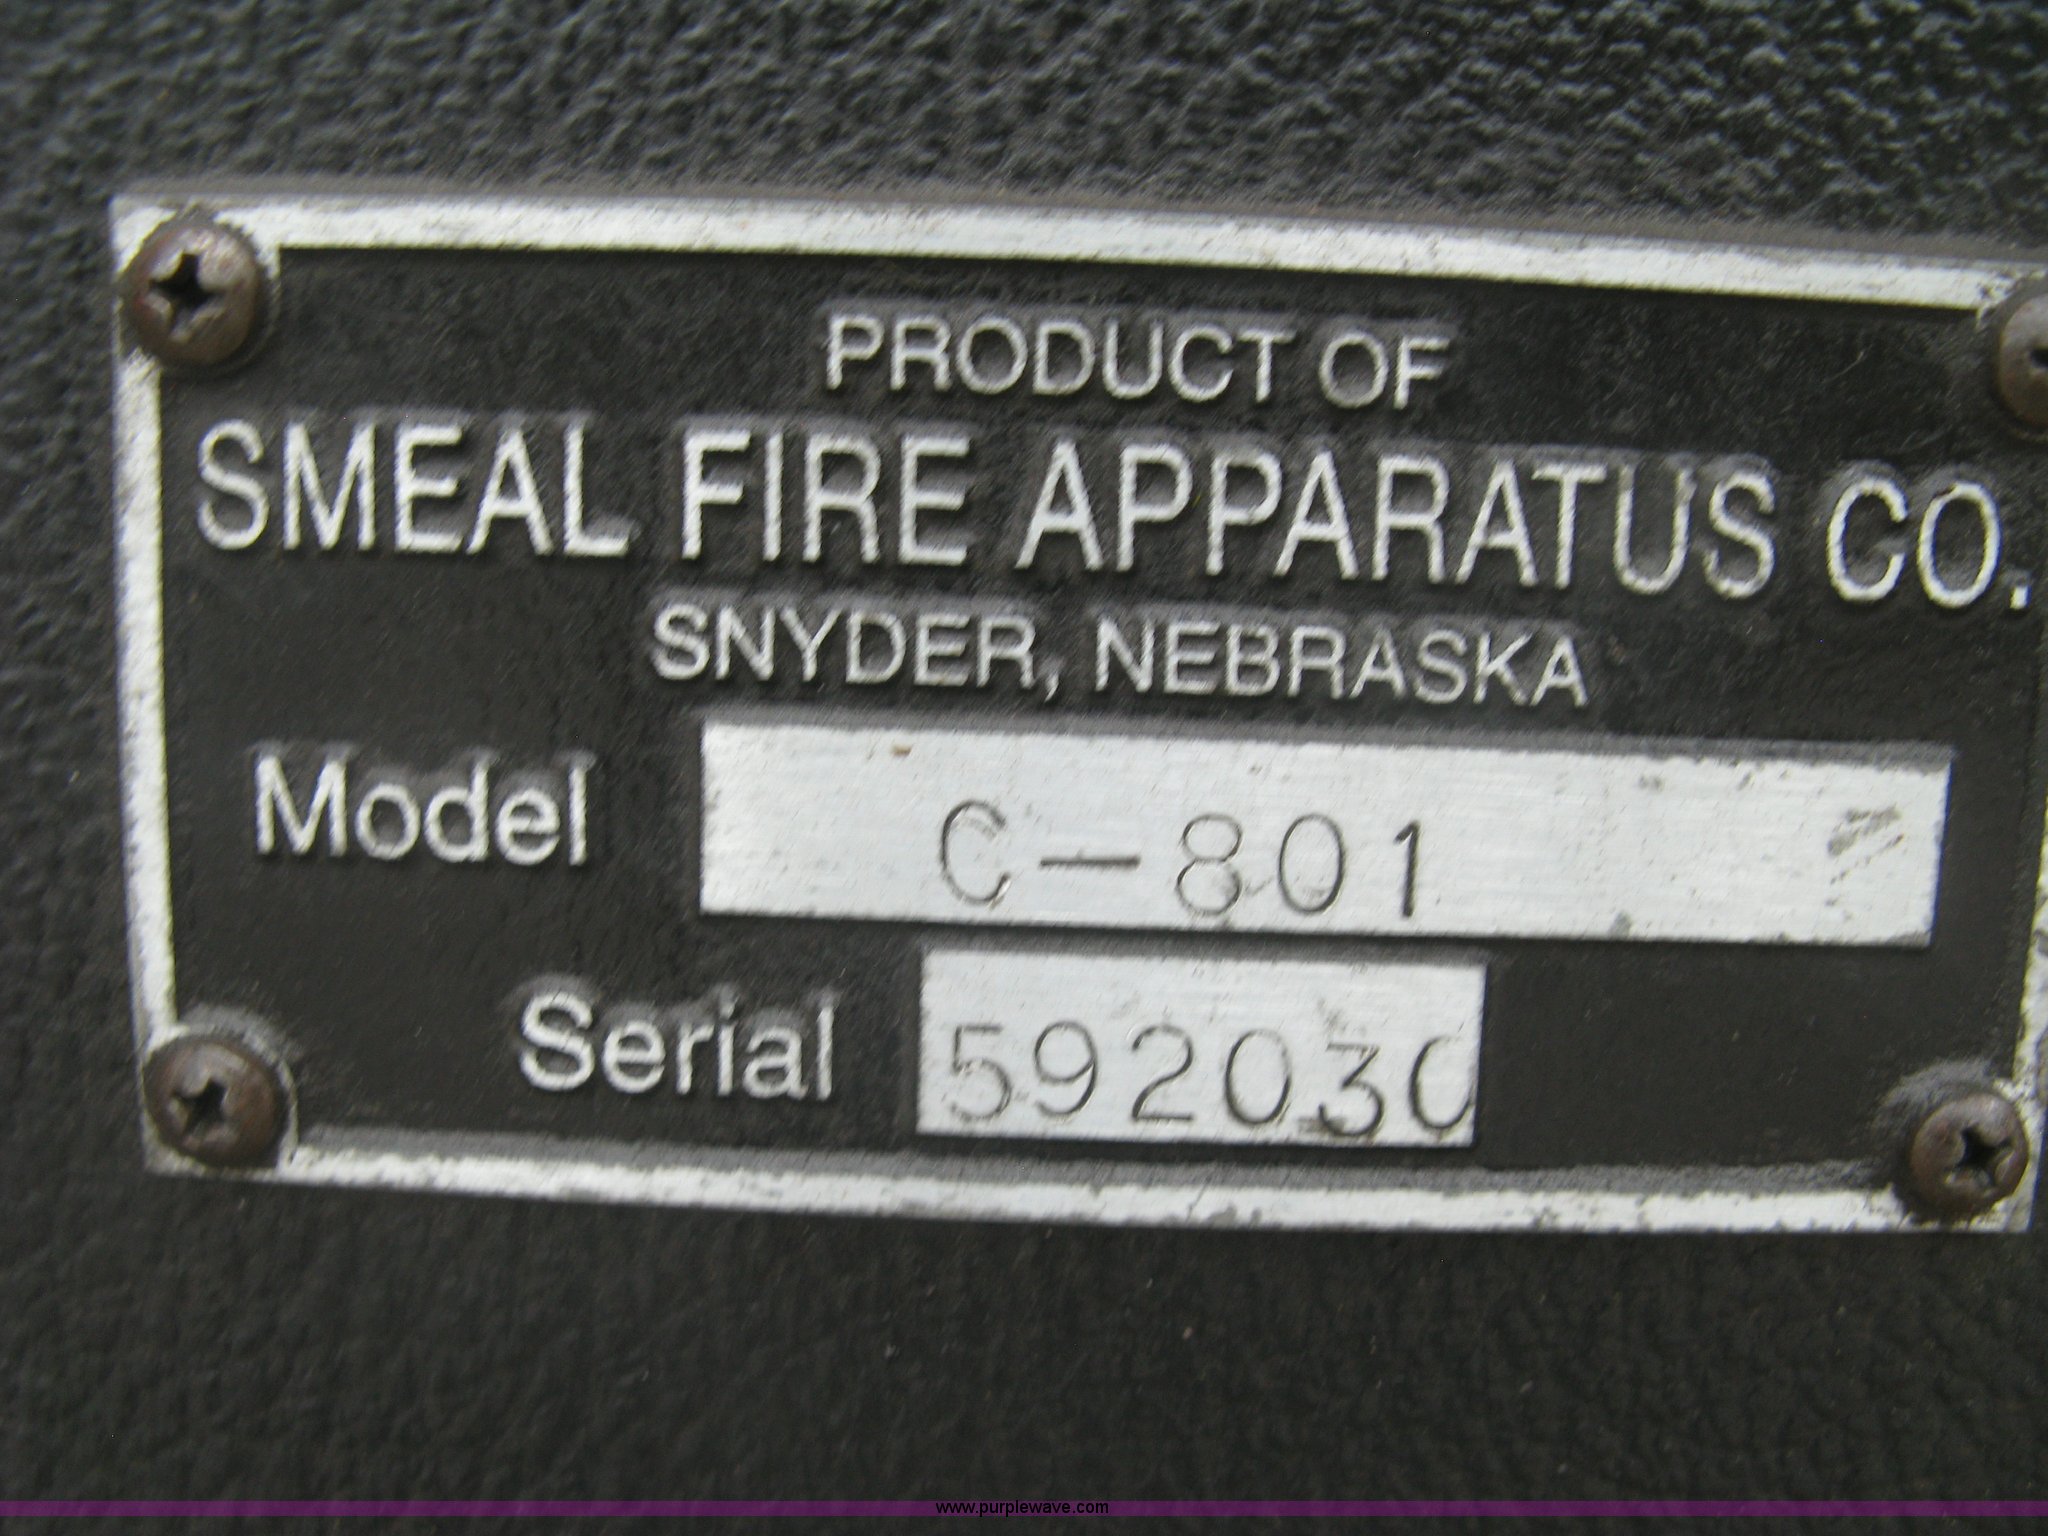 PRODUCT OF
SMEAL FIRE APPARATUS CO.
SNYDER, NEBRASKA
Model C-801
Serial 592030
www.purplewave.com